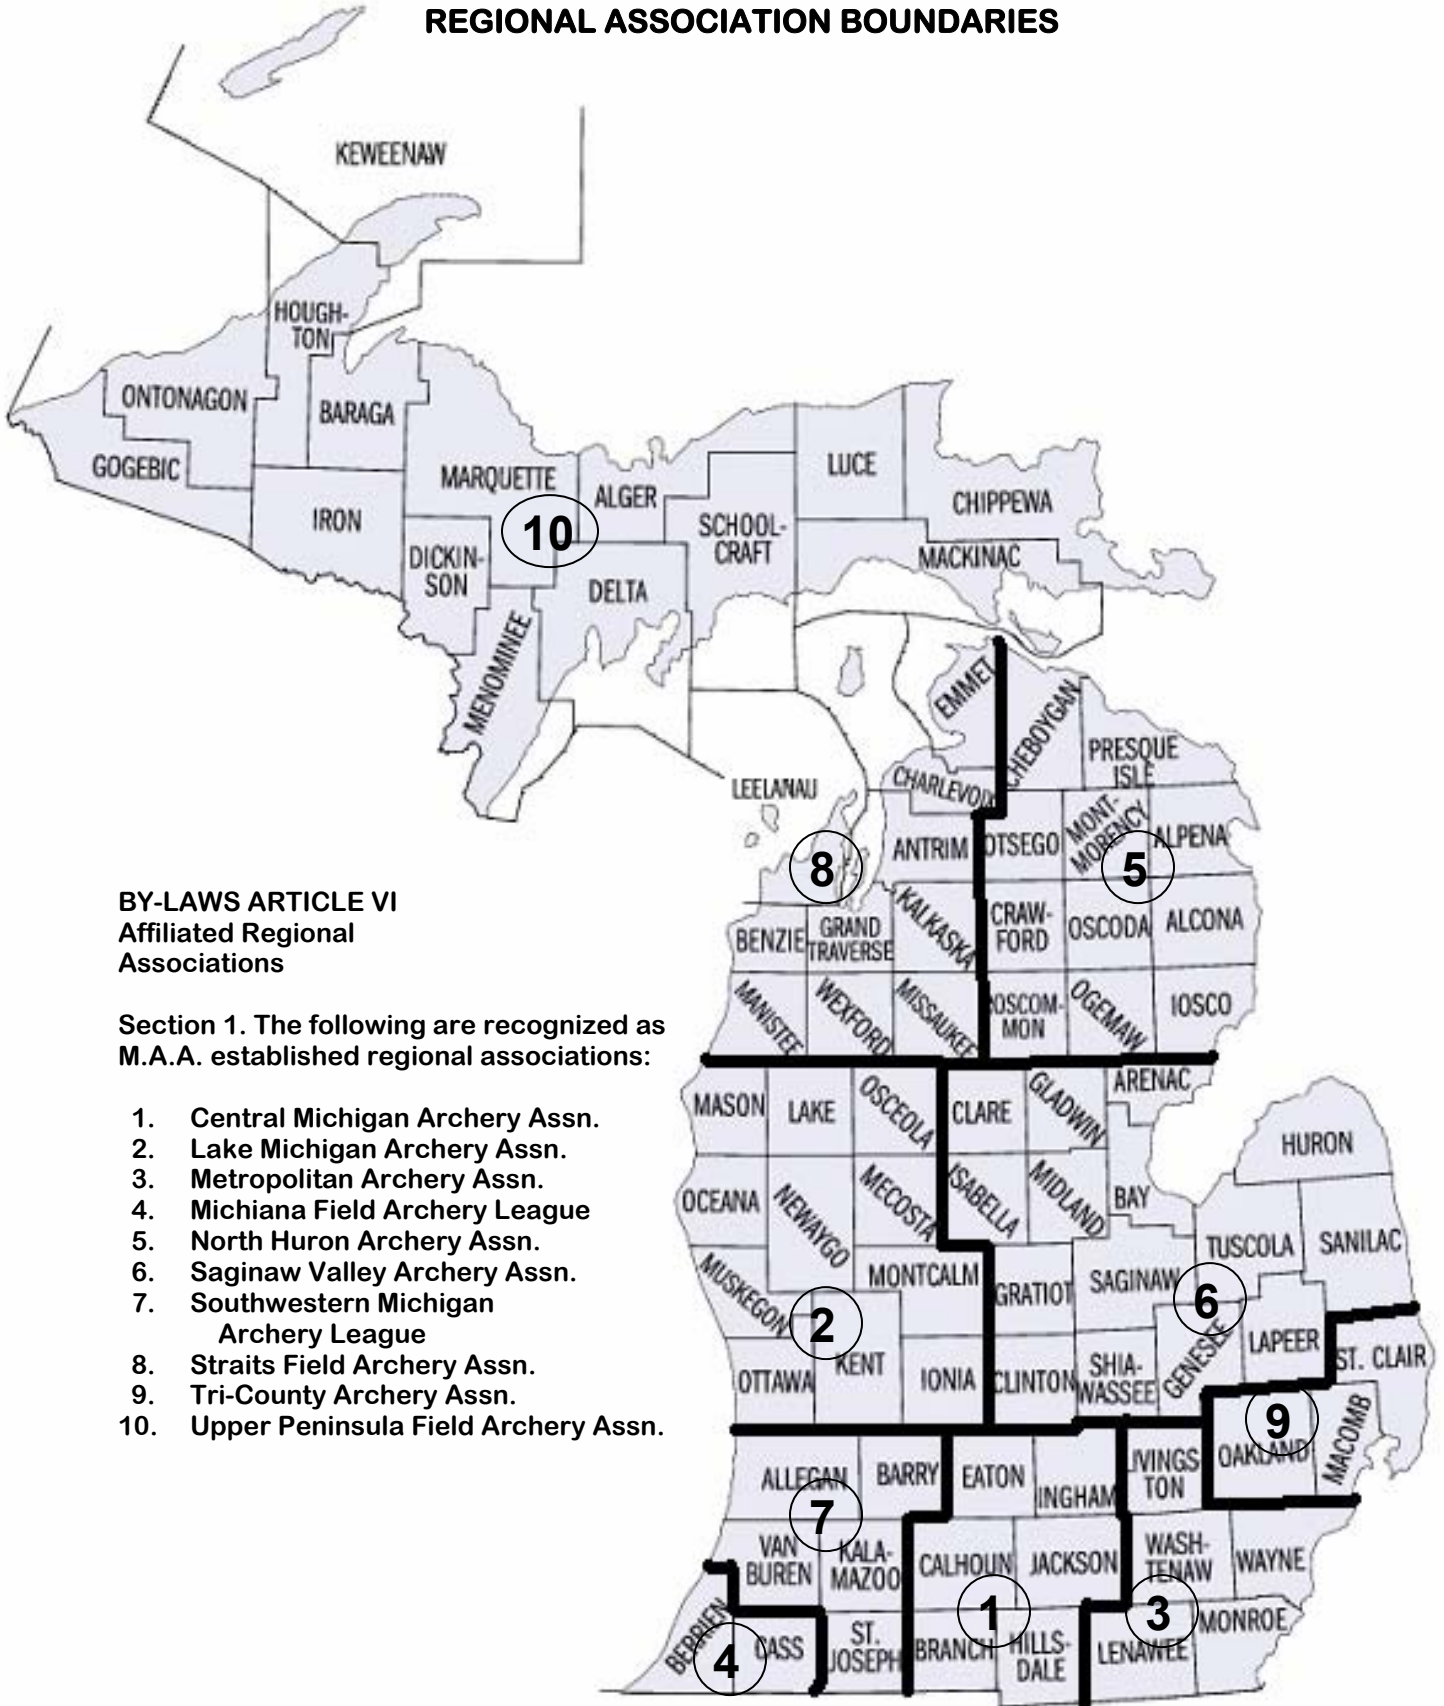 REGIONAL ASSOCIATION BOUNDARIES
KEWEENAW
HOUGH-
TON
ONTONAGON
BARAGA
GOGEBIC
MARQUETTE
ALGER
LUCE
CHIPPEWA
IRON
10
SCHOOL-
CRAFT
DICKIN-
SON
MACKINAC
DELTA
MENOMINEE
EMMET
CHEBOYGAN
PRESQUE
ISLE
LEELANAU
CHARLEVOIX
ANTRIM
OTSEGO
MONT-
MORENCY
ALPENA
8
5
BENZIE
GRAND
TRAVERSE
KALKASKA
CRAW-
FORD
OSCODA
ALCONA
MANISTEE
WEXFORD
MISSAUKEE
OSCOM-
MON
OGEMAW
IOSCO
BY-LAWS ARTICLE VI
Affiliated Regional
Associations
Section 1. The following are recognized as
M.A.A. established regional associations:
1. Central Michigan Archery Assn.
2. Lake Michigan Archery Assn.
3. Metropolitan Archery Assn.
4. Michiana Field Archery League
5. North Huron Archery Assn.
6. Saginaw Valley Archery Assn.
7. Southwestern Michigan
Archery League
8. Straits Field Archery Assn.
9. Tri-County Archery Assn.
10. Upper Peninsula Field Archery Assn.
MASON
LAKE
OSCEOLA
CLARE
GLADWIN
ARENAC
HURON
OCEANA
NEWAYGO
MECOSTA
ISABELLA
MIDLAND
BAY
TUSCOLA
SANILAC
MUSKEGON
MONTCALM
GRATIOT
SAGINAW
2
6
OTTAWA
KENT
IONIA
CLINTON
SHIA-
WASSEE
GENESEE
LAPEER
ST. CLAIR
9
ALLEGAN
BARRY
EATON
INGHAM
IVINGS
TON
OAKLAND
MACOMB
7
VAN
BUREN
KALA-
MAZOO
CALHOUN
JACKSON
WASH-
TENAW
WAYNE
1
3
BERRIEN
4
CASS
ST.
JOSEPH
BRANCH
HILLS-
DALE
LENAWEE
MONROE